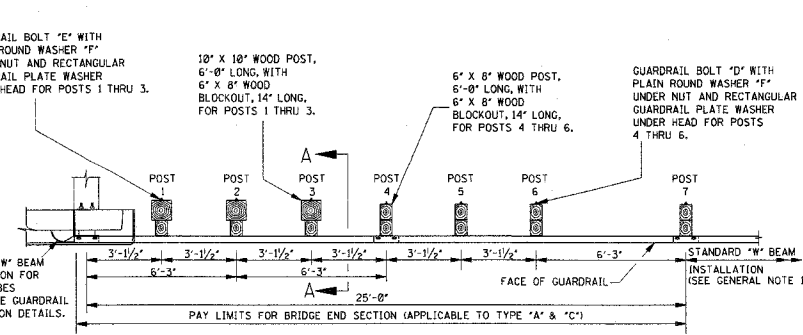 AIL BOLT "E" WITH
ROUND WASHER "F"
NUT AND RECTANGULAR
AIL PLATE WASHER
HEAD FOR POSTS 1 THRU 3.
10" X 10" WOOD POST,
6'-0" LONG, WITH
6" X 8" WOOD
BLOCKOUT, 14" LONG,
FOR POSTS 1 THRU 3.
6" X 8" WOOD POST,
6'-0" LONG, WITH
6" X 8" WOOD
BLOCKOUT, 14" LONG,
FOR POSTS 4 THRU 6.
GUARDRAIL BOLT "D" WITH
PLAIN ROUND WASHER "F"
UNDER NUT AND RECTANGULAR
GUARDRAIL PLATE WASHER
UNDER HEAD FOR POSTS
4 THRU 6.
A
POST 1
POST 2
POST 3
POST 4
POST 5
POST 6
POST 7
3'-1½" 3'-1½" 3'-1½" 3'-1½" 3'-1½" 3'-1½" 6'-3"
6'-3" 6'-3"
A
FACE OF GUARDRAIL
STANDARD "W" BEAM
INSTALLATION
(SEE GENERAL NOTE 1
"W" BEAM
ON FOR
BES
E GUARDRAIL
ON DETAILS.
25'-0"
PAY LIMITS FOR BRIDGE END SECTION (APPLICABLE TO TYPE "A" & "C")